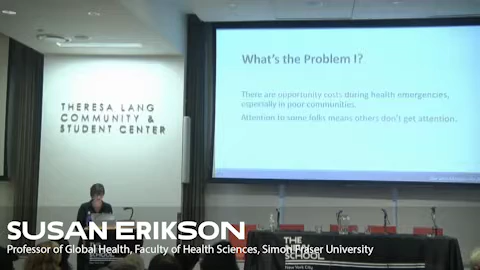 What's the Problem I?
There are opportunity costs during health emergencies,
especially in poor communities.
Attention to some folks means others don't get attention.
THERESA LANG
COMMUNITY &
STUDENT CENTER
SUSAN ERIKSON
Professor of Global Health, Faculty of Health Sciences, Simon Fraser University
THE
SCHOOL
New York City